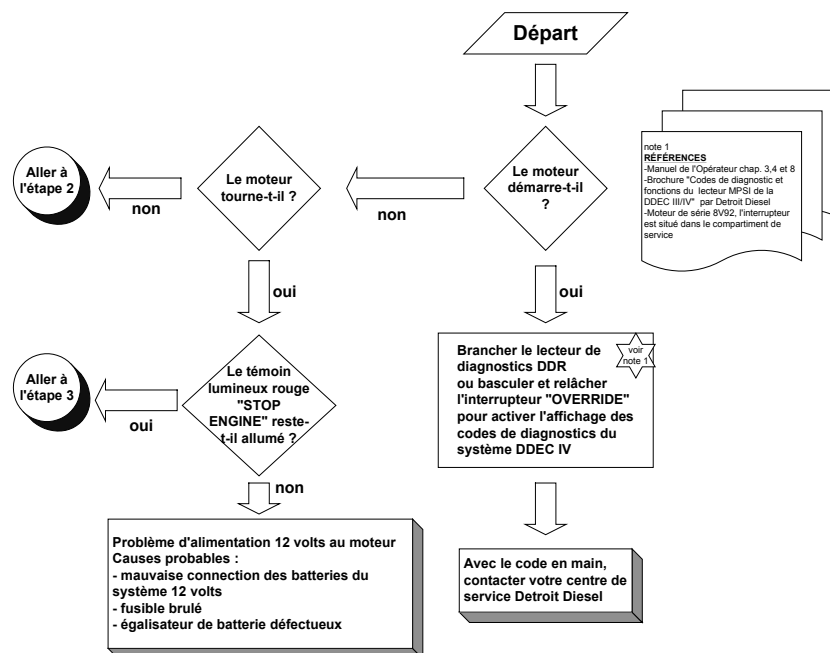 Départ
Le moteur
démarre-t-il
?
non
Le moteur
tourne-t-il ?
non
Aller à
l'étape 2
note 1
RÉFÉRENCES
-Manuel de l'Opérateur chap. 3,4 et 8
-Brochure "Codes de diagnostic et
fonctions du lecteur MPSI de la
DDEC III/IV" par Detroit Diesel
-Moteur de série 8V92, l'interrupteur
est situé dans le compartiment de
service
oui
oui
Le témoin
lumineux rouge
"STOP
ENGINE" reste-
t-il allumé ?
oui
Aller à
l'étape 3
Brancher le lecteur de
diagnostics DDR
ou basculer et relâcher
l'interrupteur "OVERRIDE"
pour activer l'affichage des
codes de diagnostics du
système DDEC IV
voir
note 1
non
Problème d'alimentation 12 volts au moteur
Causes probables :
- mauvaise connection des batteries du
système 12 volts
- fusible brulé
- égalisateur de batterie défectueux
Avec le code en main,
contacter votre centre de
service Detroit Diesel